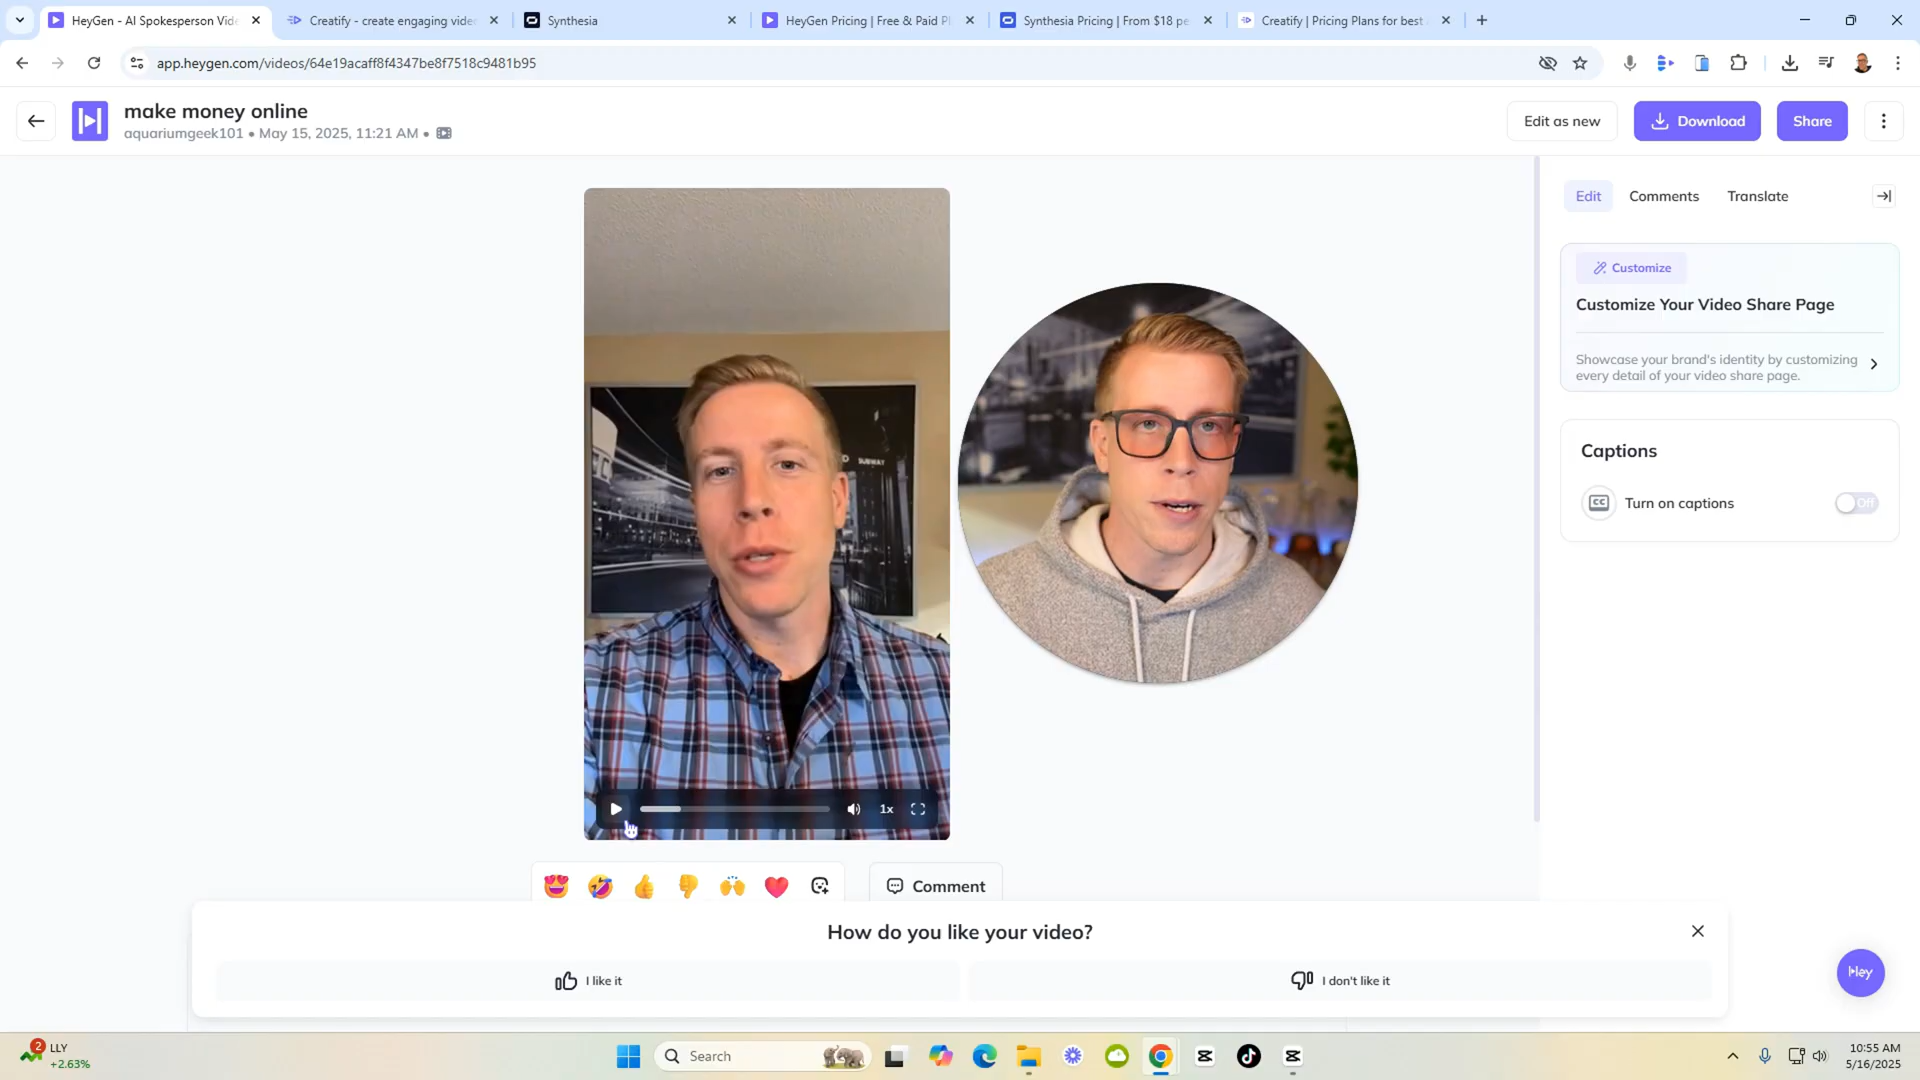 HeyGen - AI Spokesperson Vide
Creatify - create engaging video
Synthesia
HeyGen Pricing | Free & Paid Pl
Synthesia Pricing | From $18 pe
Creatify | Pricing Plans for best
app.heygen.com/videos/64e19acaff8f4347be8f7518c9481b95
make money online
aquariumgeek101 • May 15, 2025, 11:21 AM •
Edit as new
Download
Share
Edit
Comments
Translate
Customize
Customize Your Video Share Page
Showcase your brand's identity by customizing
every detail of your video share page.
Captions
CC
Turn on captions
Off
SUBWAY
1x
Comment
How do you like your video?
I like it
I don't like it
Hey
2
LLY
+2.63%
Search
10:55 AM
5/16/2025